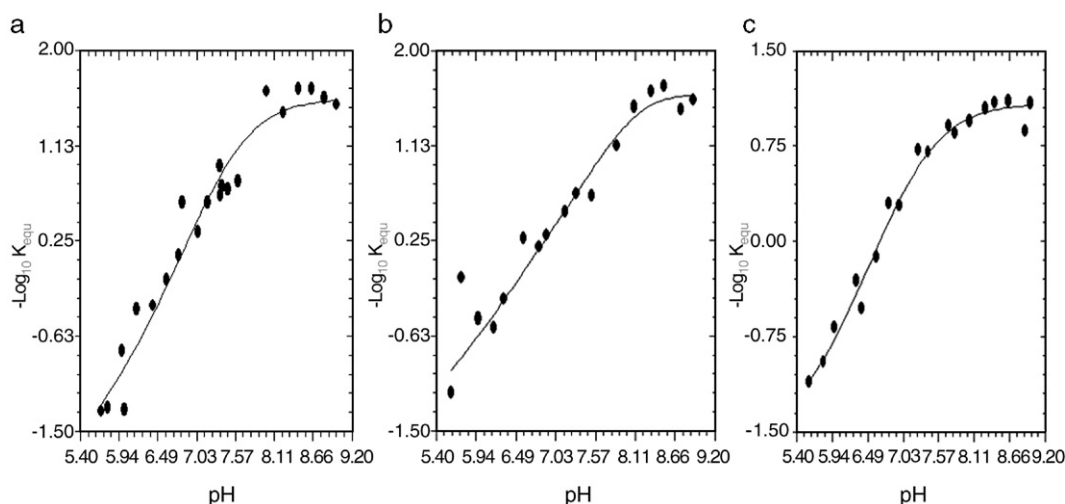 a
2.00
1.13
0.25
-0.63
-1.50
-Log10 Kequ
5.40 5.94 6.49 7.03 7.57 8.11 8.66 9.20
pH
b
2.00
1.13
0.25
-0.63
-1.50
-Log10 Kequ
5.40 5.94 6.49 7.03 7.57 8.11 8.66 9.20
pH
c
1.50
0.75
0.00
-0.75
-1.50
-Log10 Kequ
5.40 5.94 6.49 7.03 7.57 8.11 8.669.20
pH